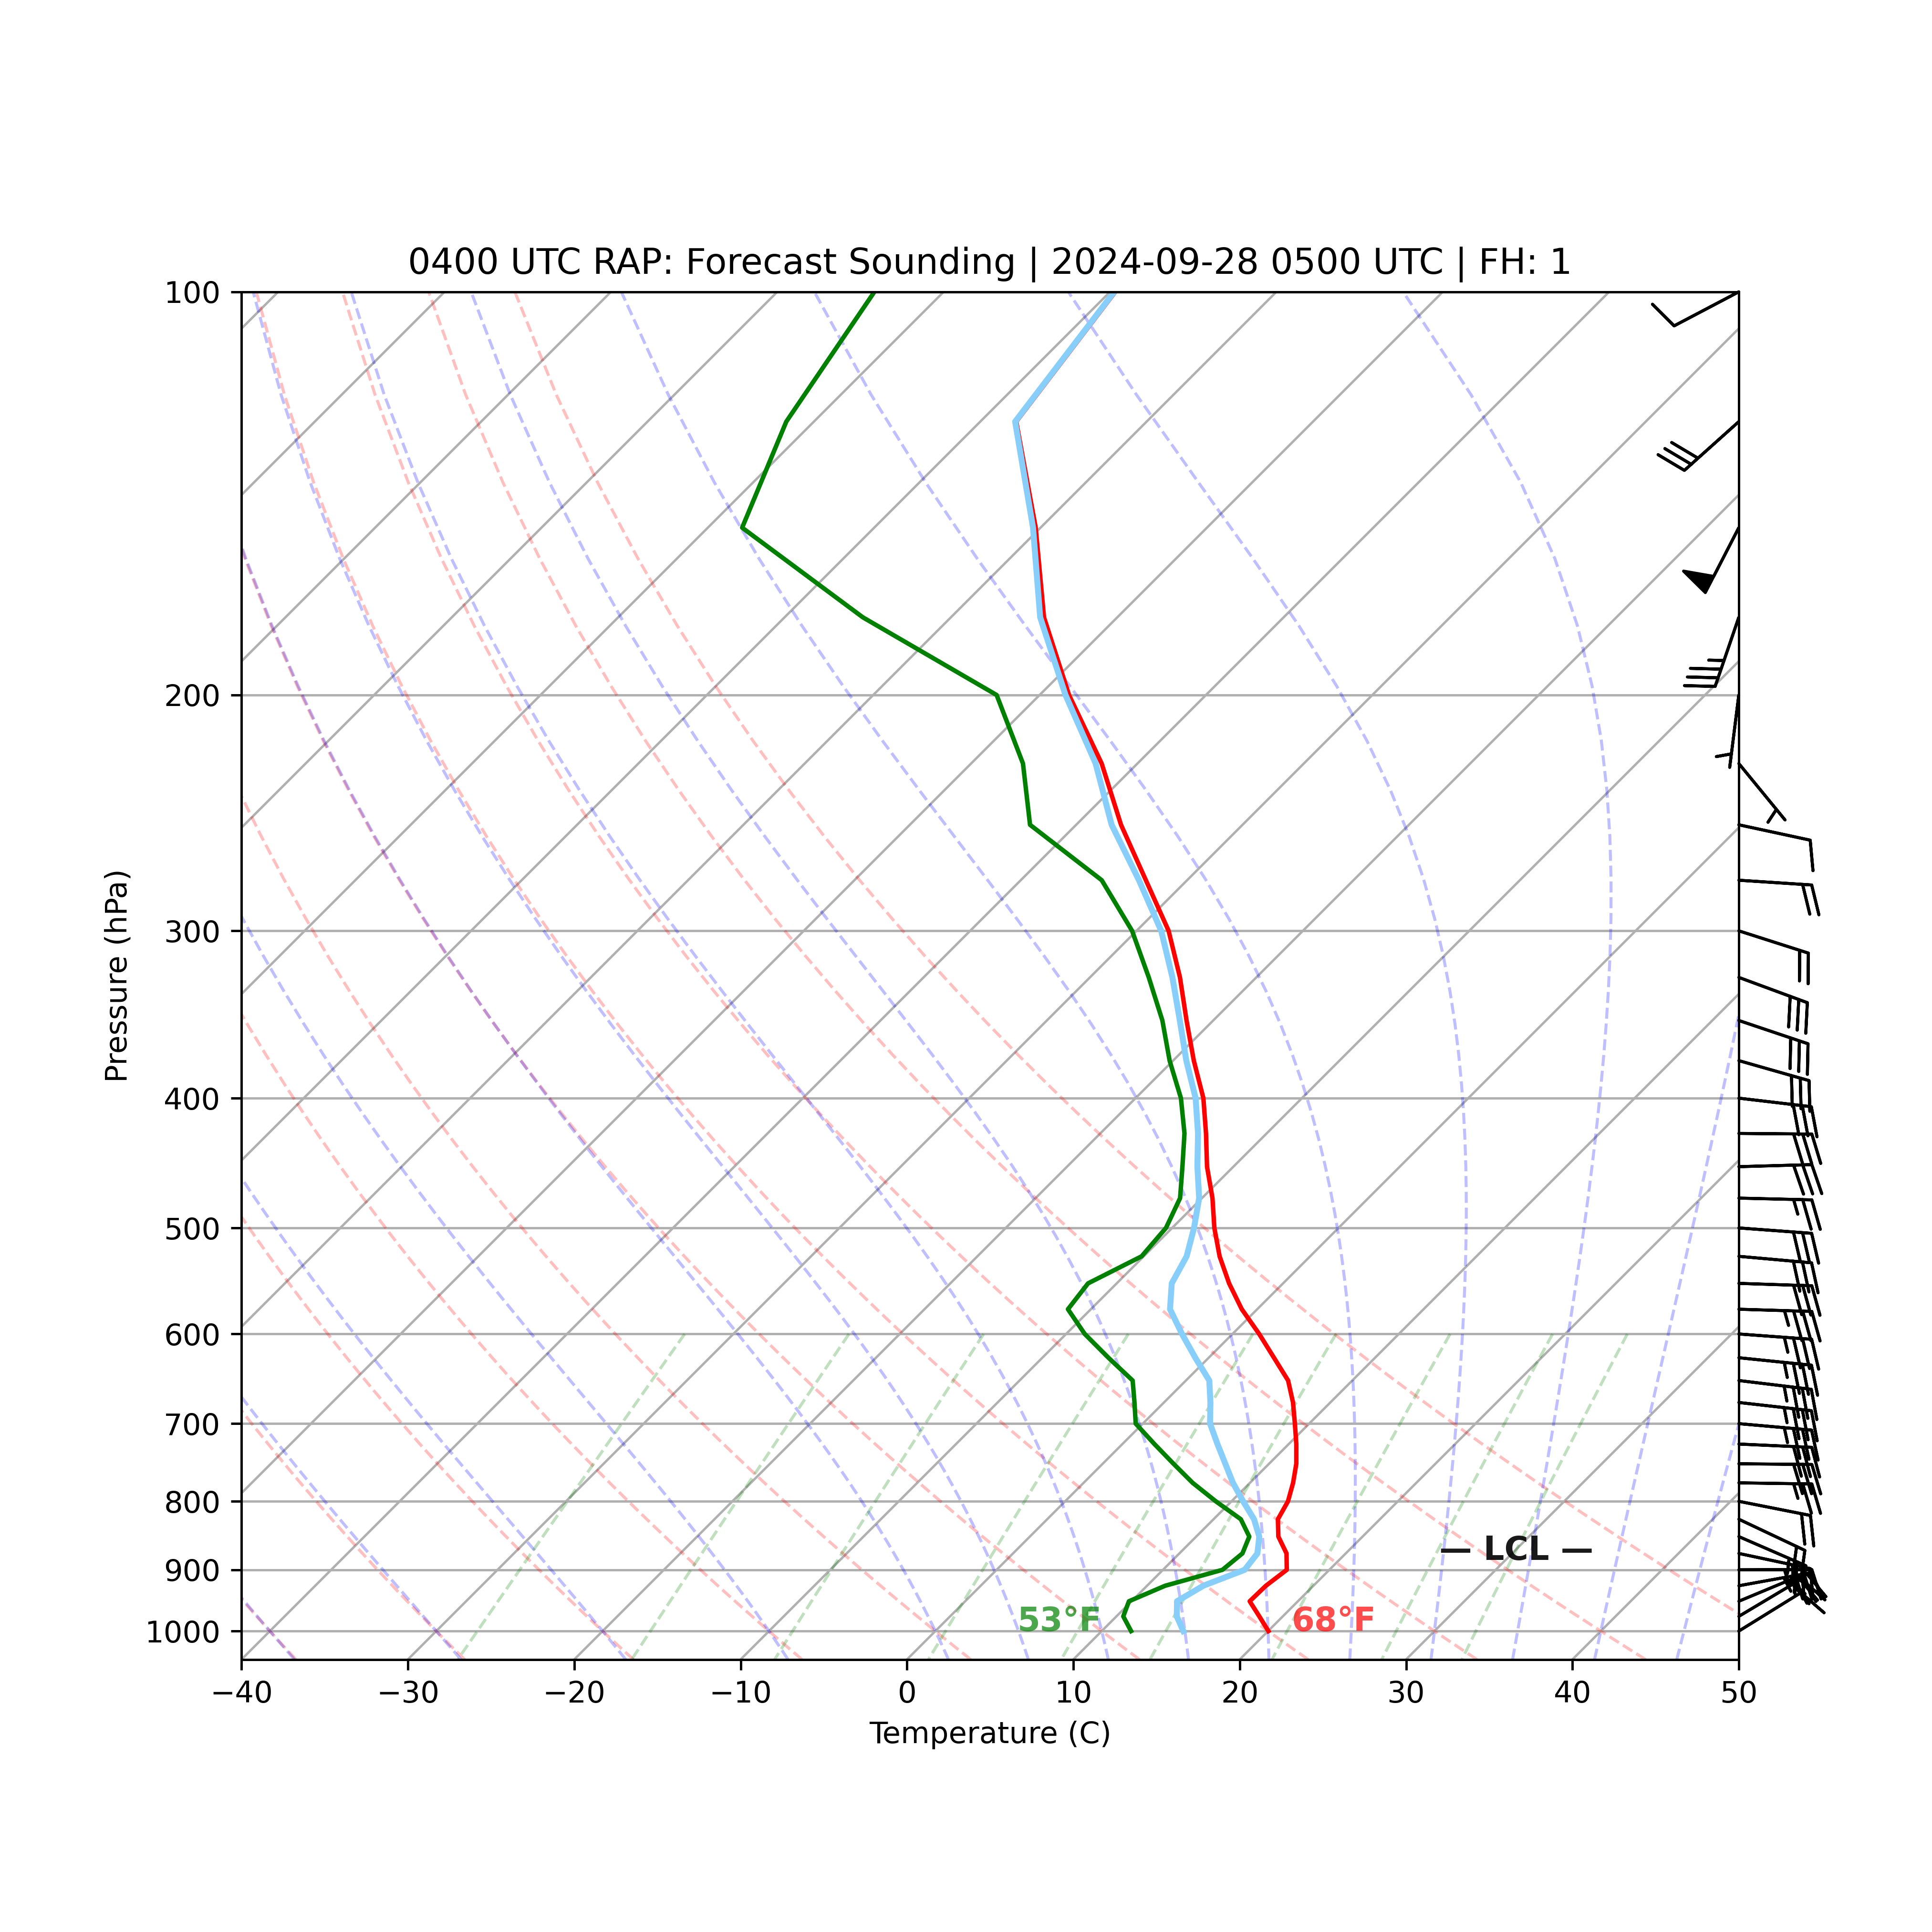 0400 UTC RAP: Forecast Sounding | 2024-09-28 0500 UTC | FH: 1
100
200
300
400
500
600
700
800
900
1000
Pressure (hPa)
— LCL —
53°F
68°F
−40 −30 −20 −10 0 10 20 30 40 50
Temperature (C)